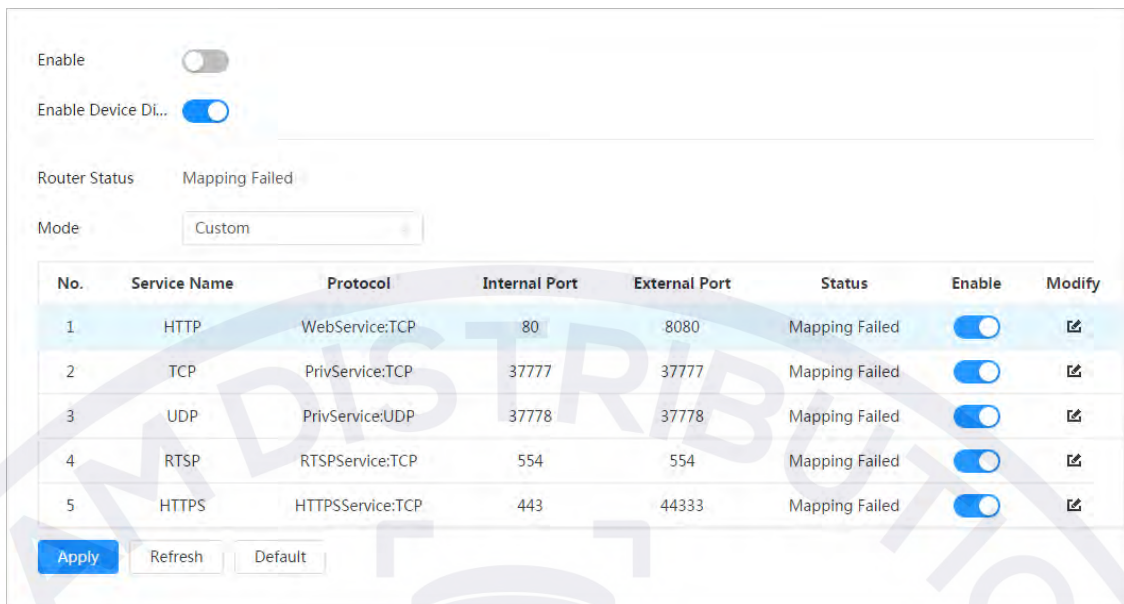 Enable
Enable Device Di...
Router Status Mapping Failed
Mode Custom
No. Service Name Protocol Internal Port External Port Status Enable Modify
1 HTTP WebService:TCP 80 8080 Mapping Failed
2 TCP PrivService:TCP 37777 37777 Mapping Failed
3 UDP PrivService:UDP 37778 37778 Mapping Failed
4 RTSP RTSPService:TCP 554 554 Mapping Failed
5 HTTPS HTTPSService:TCP 443 44333 Mapping Failed
Apply Refresh Default
AM DISTRIBUTIO